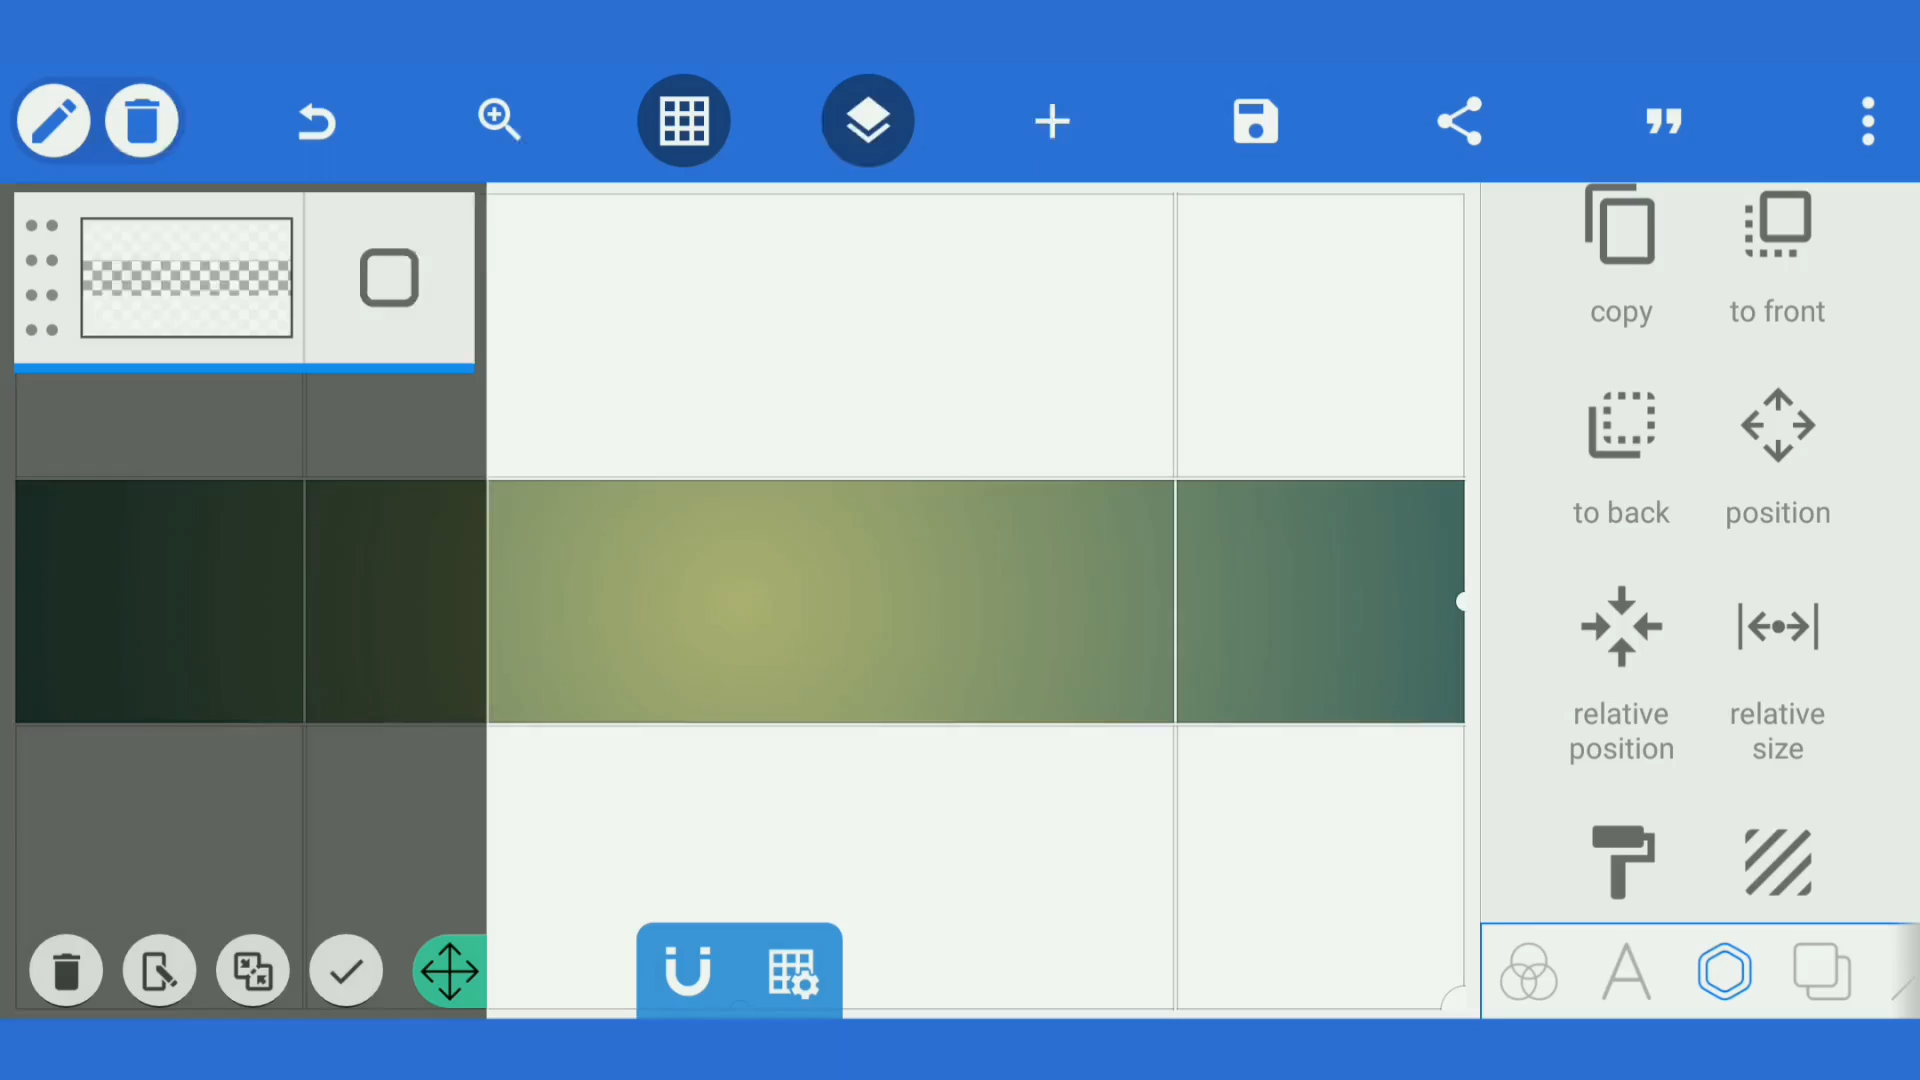 copy
to front
to back
position
relative
position
relative
size